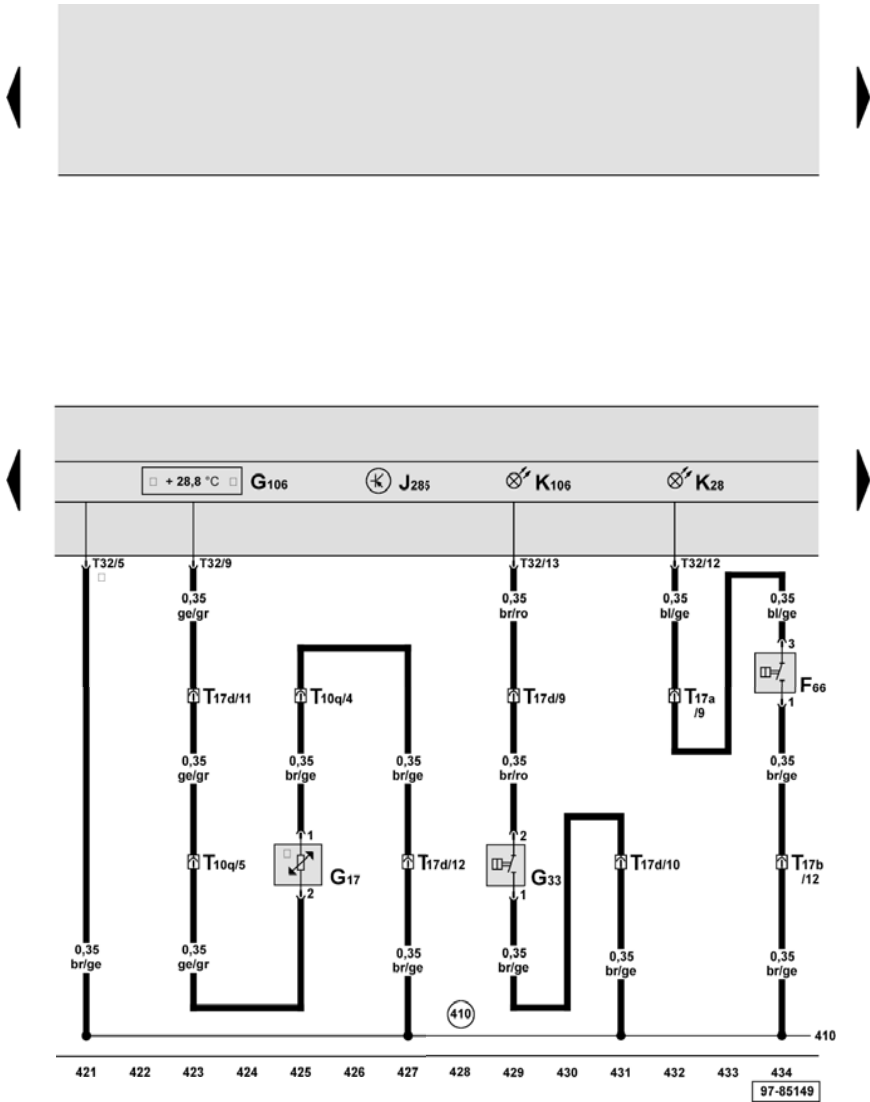 + 28,8 °C G106 J285 K106 K28
T32/5 T32/9 T32/13 T32/12
0,35 0,35 0,35 0,35
ge/gr br/ro bl/ge bl/ge
3
F66
T17d/11 T10q/4 T17d/9 T17a
/9
1
0,35 0,35 0,35 0,35 0,35
ge/gr br/ge br/ge br/ro br/ge
1 2
T10q/5 G17 T17d/12 G33 T17d/10 T17b
/12
2 1
0,35 0,35 0,35 0,35 0,35 0,35
br/ge ge/gr br/ge br/ge br/ge br/ge
410
410
421 422 423 424 425 426 427 428 429 430 431 432 433 434
97-85149